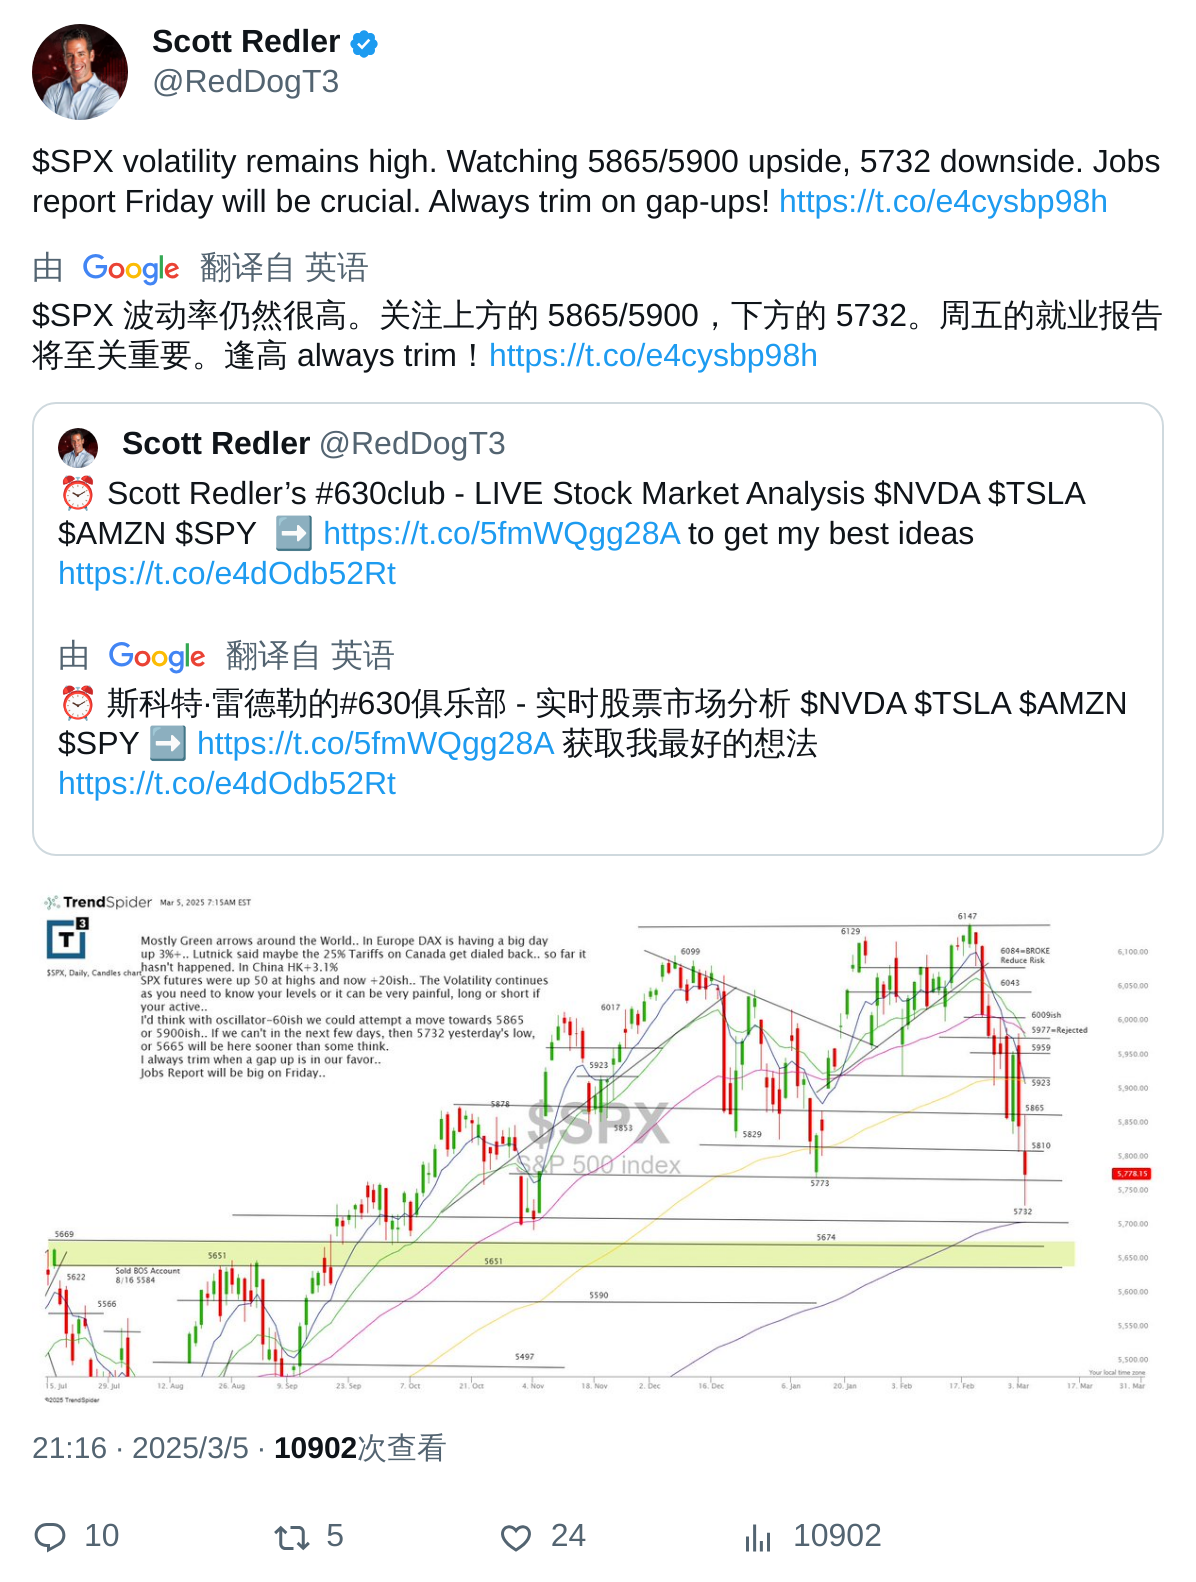 Scott Redler
@RedDogT3
$SPX volatility remains high. Watching 5865/5900 upside, 5732 downside. Jobs
report Friday will be crucial. Always trim on gap-ups! https://t.co/e4cysbp98h
由 Google 翻译自 英语
$SPX 波动率仍然很高。关注上方的 5865/5900，下方的 5732。周五的就业报告
将至关重要。逢高 always trim！https://t.co/e4cysbp98h
Scott Redler @RedDogT3
⏰ Scott Redler’s #630club - LIVE Stock Market Analysis $NVDA $TSLA
$AMZN $SPY ➡️ https://t.co/5fmWQgg28A to get my best ideas
https://t.co/e4dOdb52Rt
由 Google 翻译自 英语
⏰ 斯科特·雷德勒的#630俱乐部 - 实时股票市场分析 $NVDA $TSLA $AMZN
$SPY ➡️ https://t.co/5fmWQgg28A 获取我最好的想法
https://t.co/e4dOdb52Rt
TrendSpider Mar 5, 2025 7:15AM EST
T3
$SPX, Daily, Candles chart
Mostly Green arrows around the World.. In Europe DAX is having a big day
up 3%+.. Lutnick said maybe the 25% Tariffs on Canada get dialed back.. so far it
hasn't happened. In China HK+3.1%
SPX futures were up 50 at highs and now +20ish.. The Volatility continues
as you need to know your levels or it can be very painful, long or short if
your active..
I'd think with oscillator-60ish we could attempt a move towards 5865
or 5900ish.. If we can't in the next few days, then 5732 yesterday's low,
or 5665 will be here sooner than some think.
I always trim when a gap up is in our favor..
Jobs Report will be big on Friday..
6147
6129
6099
6084=BROKE
Reduce Risk
6043
6017
6009ish
5977=Rejected
5959
5923
5923
5878
5865
5853
5829
5810
5773
5732
$SPX
S&P 500 index
5669
5674
5651
5651
5622
Sold BOS Account
8/16 5584
5566
5590
5497
6,100.00
6,050.00
6,000.00
5,950.00
5,900.00
5,850.00
5,800.00
5,778.15
5,750.00
5,700.00
5,650.00
5,600.00
5,550.00
5,500.00
Your local time zone
15. Jul 29. Jul 12. Aug 26. Aug 9. Sep 23. Sep 7. Oct 21. Oct 4. Nov 18. Nov 2. Dec 16. Dec 6. Jan 20. Jan 3. Feb 17. Feb 3. Mar 17. Mar 31. Mar
©2025 TrendSpider
21:16 · 2025/3/5 · 10902次查看
10 5 24 10902